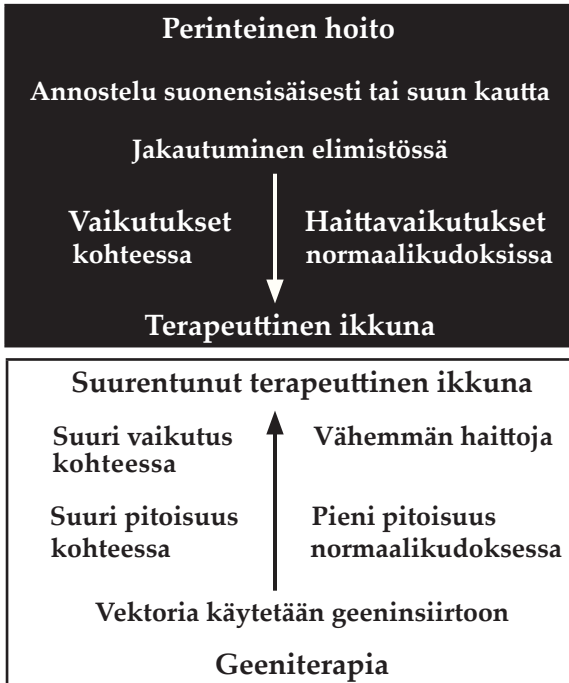 Perinteinen hoito
Annostelu suonensisäisesti tai suun kautta
Jakautuminen elimistössä
Vaikutukset
kohteessa
Haittavaikutukset
normaalikudoksissa
Terapeuttinen ikkuna
Suurentunut terapeuttinen ikkuna
Suuri vaikutus
kohteessa
Vähemmän haittoja
Suuri pitoisuus
kohteessa
Pieni pitoisuus
normaalikudoksessa
Vektoria käytetään geeninsiirtoon
Geeniterapia